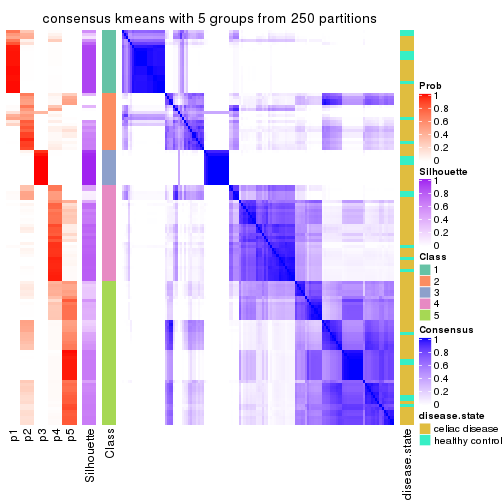 consensus kmeans with 5 groups from 250 partitions
p1
p2
p3
p4
p5
Silhouette
Class
disease.state
Prob
1
0.8
0.6
0.4
0.2
0
Silhouette
1
0.8
0.6
0.4
0.2
0
Class
1
2
3
4
5
Consensus
1
0.8
0.6
0.4
0.2
0
disease.state
celiac disease
healthy control